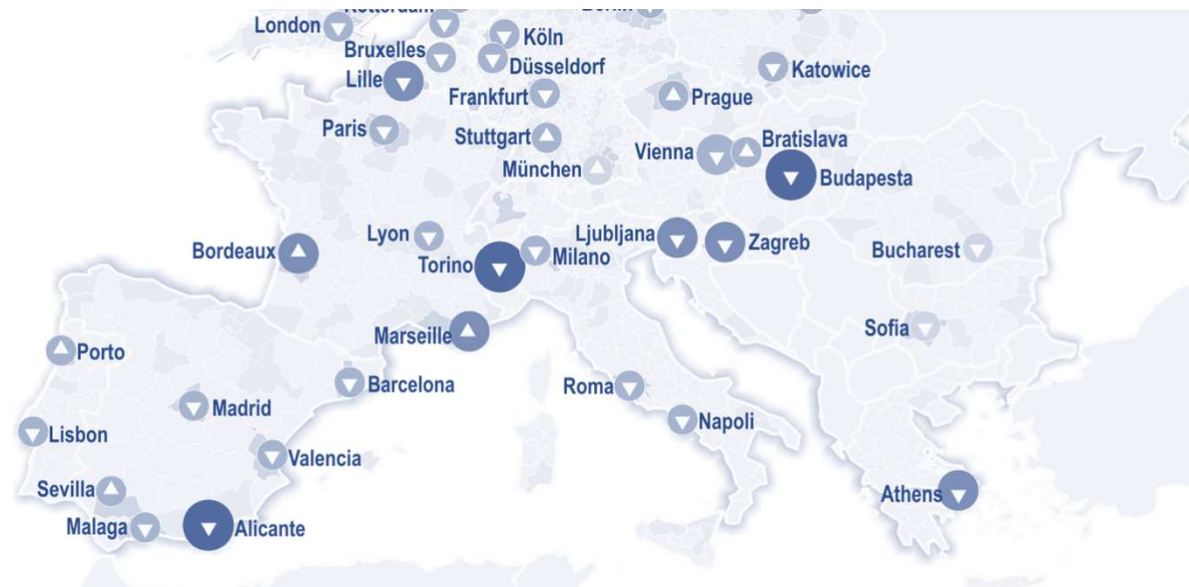 London
Köln
Bruxelles
Düsseldorf
Katowice
Lille
Frankfurt
Prague
Paris
Stuttgart
Bratislava
Vienna
München
Budapesta
Lyon
Ljubljana
Zagreb
Bordeaux
Milano
Bucharest
Torino
Marseille
Sofia
Porto
Barcelona
Roma
Madrid
Napoli
Lisbon
Valencia
Sevilla
Athens
Malaga
Alicante